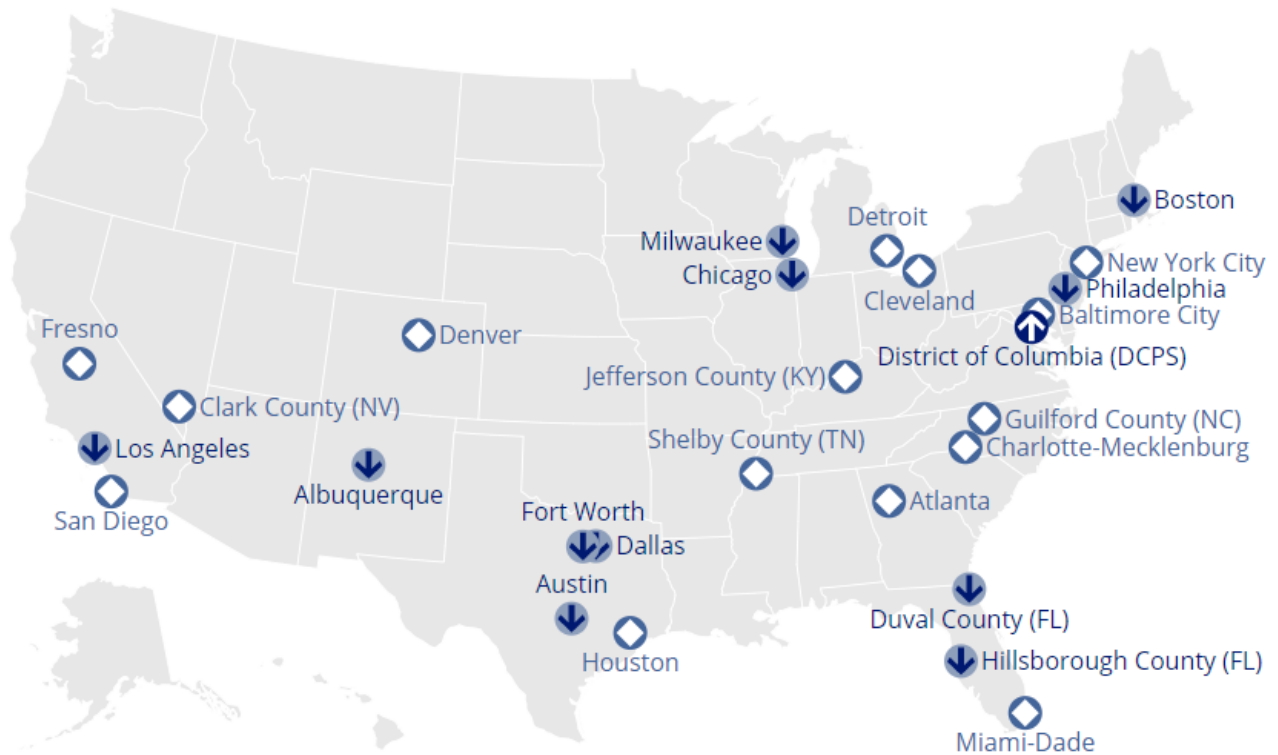 Boston
Detroit
Milwaukee
New York City
Chicago
Philadelphia
Cleveland
Baltimore City
Fresno
Denver
District of Columbia (DCPS)
Jefferson County (KY)
Clark County (NV)
Guilford County (NC)
Shelby County (TN)
Charlotte-Mecklenburg
Los Angeles
Albuquerque
Atlanta
San Diego
Fort Worth
Dallas
Austin
Duval County (FL)
Houston
Hillsborough County (FL)
Miami-Dade